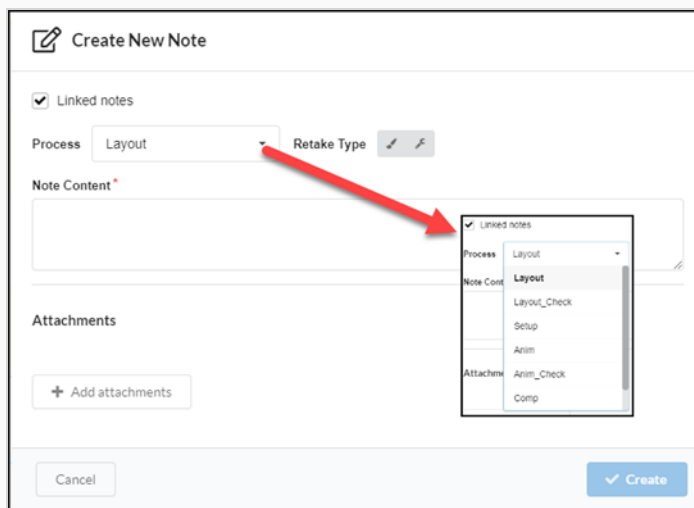 Create New Note
Linked notes
Process Layout Retake Type
Note Content*
Attachments
Add attachments
Cancel
Create
Linked notes
Process Layout
Note Cont
Layout
Layout_Check
Setup
Anim
Attachme
Anim_Check
Comp